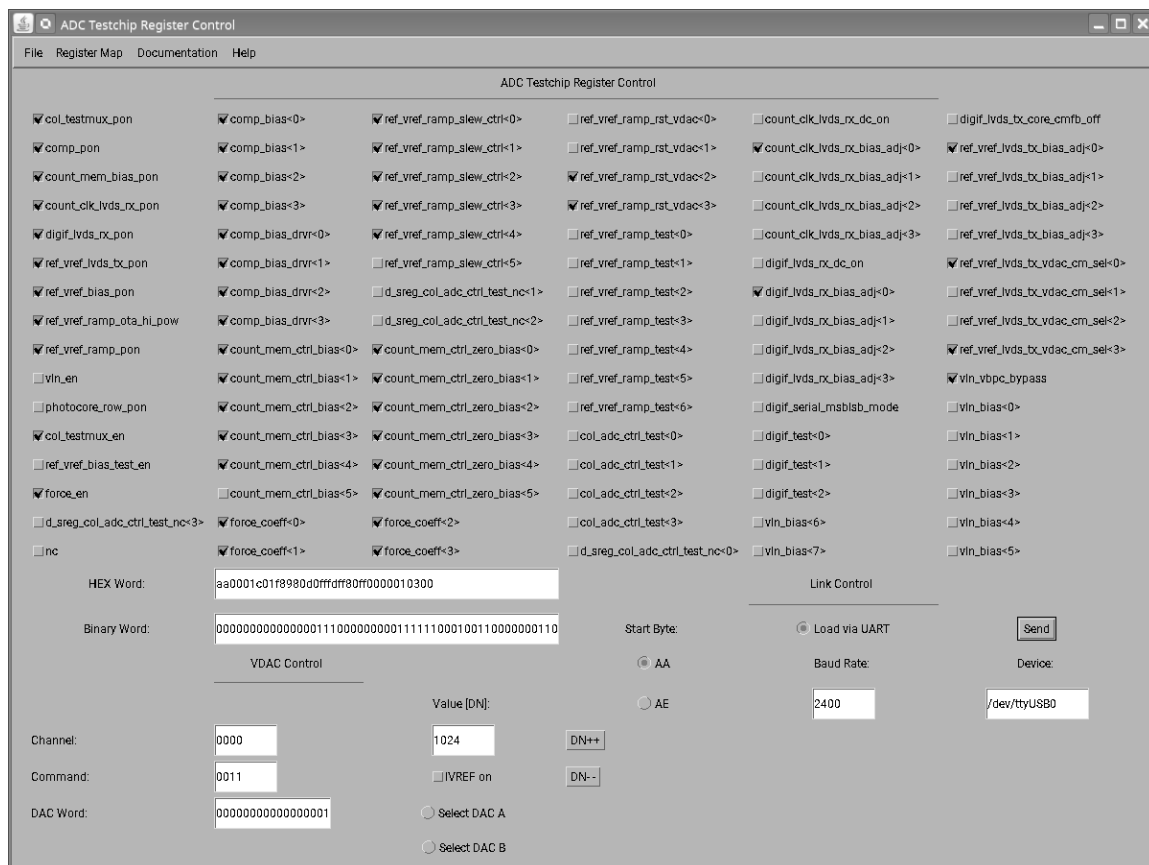 ADC Testchip Register Control
File Register Map Documentation Help
ADC Testchip Register Control
col_testmux_pon comp_bias<0> ref_vref_ramp_slew_ctrl<0> ref_vref_ramp_rst_vdac<0> count_clk_lvds_rx_dc_on digif_lvds_tx_core_cmfb_off
comp_pon comp_bias<1> ref_vref_ramp_slew_ctrl<1> ref_vref_ramp_rst_vdac<1> count_clk_lvds_rx_bias_adj<0> ref_vref_lvds_tx_bias_adj<0>
count_mem_bias_pon comp_bias<2> ref_vref_ramp_slew_ctrl<2> ref_vref_ramp_rst_vdac<2> count_clk_lvds_rx_bias_adj<1> ref_vref_lvds_tx_bias_adj<1>
count_clk_lvds_rx_pon comp_bias<3> ref_vref_ramp_slew_ctrl<3> ref_vref_ramp_rst_vdac<3> count_clk_lvds_rx_bias_adj<2> ref_vref_lvds_tx_bias_adj<2>
digif_lvds_rx_pon comp_bias_drvr<0> ref_vref_ramp_slew_ctrl<4> ref_vref_ramp_test<0> count_clk_lvds_rx_bias_adj<3> ref_vref_lvds_tx_bias_adj<3>
ref_vref_lvds_tx_pon comp_bias_drvr<1> ref_vref_ramp_slew_ctrl<5> ref_vref_ramp_test<1> digif_lvds_rx_dc_on ref_vref_lvds_tx_vdac_cm_sel<0>
ref_vref_bias_pon comp_bias_drvr<2> d_sreg_col_adc_ctrl_test_nc<1> ref_vref_ramp_test<2> digif_lvds_rx_bias_adj<0> ref_vref_lvds_tx_vdac_cm_sel<1>
ref_vref_ramp_ota_hi_pow comp_bias_drvr<3> d_sreg_col_adc_ctrl_test_nc<2> ref_vref_ramp_test<3> digif_lvds_rx_bias_adj<1> ref_vref_lvds_tx_vdac_cm_sel<2>
ref_vref_ramp_pon count_mem_ctrl_bias<0> count_mem_ctrl_zero_bias<0> ref_vref_ramp_test<4> digif_lvds_rx_bias_adj<2> ref_vref_lvds_tx_vdac_cm_sel<3>
vln_en count_mem_ctrl_bias<1> count_mem_ctrl_zero_bias<1> ref_vref_ramp_test<5> digif_lvds_rx_bias_adj<3> vln_vbpc_bypass
photocore_row_pon count_mem_ctrl_bias<2> count_mem_ctrl_zero_bias<2> ref_vref_ramp_test<6> digif_serial_msblsb_mode vln_bias<0>
col_testmux_en count_mem_ctrl_bias<3> count_mem_ctrl_zero_bias<3> col_adc_ctrl_test<0> digif_test<0> vln_bias<1>
ref_vref_bias_test_en count_mem_ctrl_bias<4> count_mem_ctrl_zero_bias<4> col_adc_ctrl_test<1> digif_test<1> vln_bias<2>
force_en count_mem_ctrl_bias<5> count_mem_ctrl_zero_bias<5> col_adc_ctrl_test<2> digif_test<2> vln_bias<3>
d_sreg_col_adc_ctrl_test_nc<3> force_coeff<0> force_coeff<2> col_adc_ctrl_test<3> vln_bias<6> vln_bias<4>
nc force_coeff<1> force_coeff<3> d_sreg_col_adc_ctrl_test_nc<0> vln_bias<7> vln_bias<5>
HEX Word: aa0001c01f8980d0fffdff80ff0000010300 Link Control
Binary Word: 000000000000000111000000000111111000100110000000110 Start Byte: Load via UART Send
VDAC Control AA Baud Rate: Device:
Value [DN]: AE 2400 /dev/ttyUSB0
Channel: 0000 1024 DN++
Command: 0011 IVREF on DN--
DAC Word: 00000000000000001 Select DAC A
Select DAC B